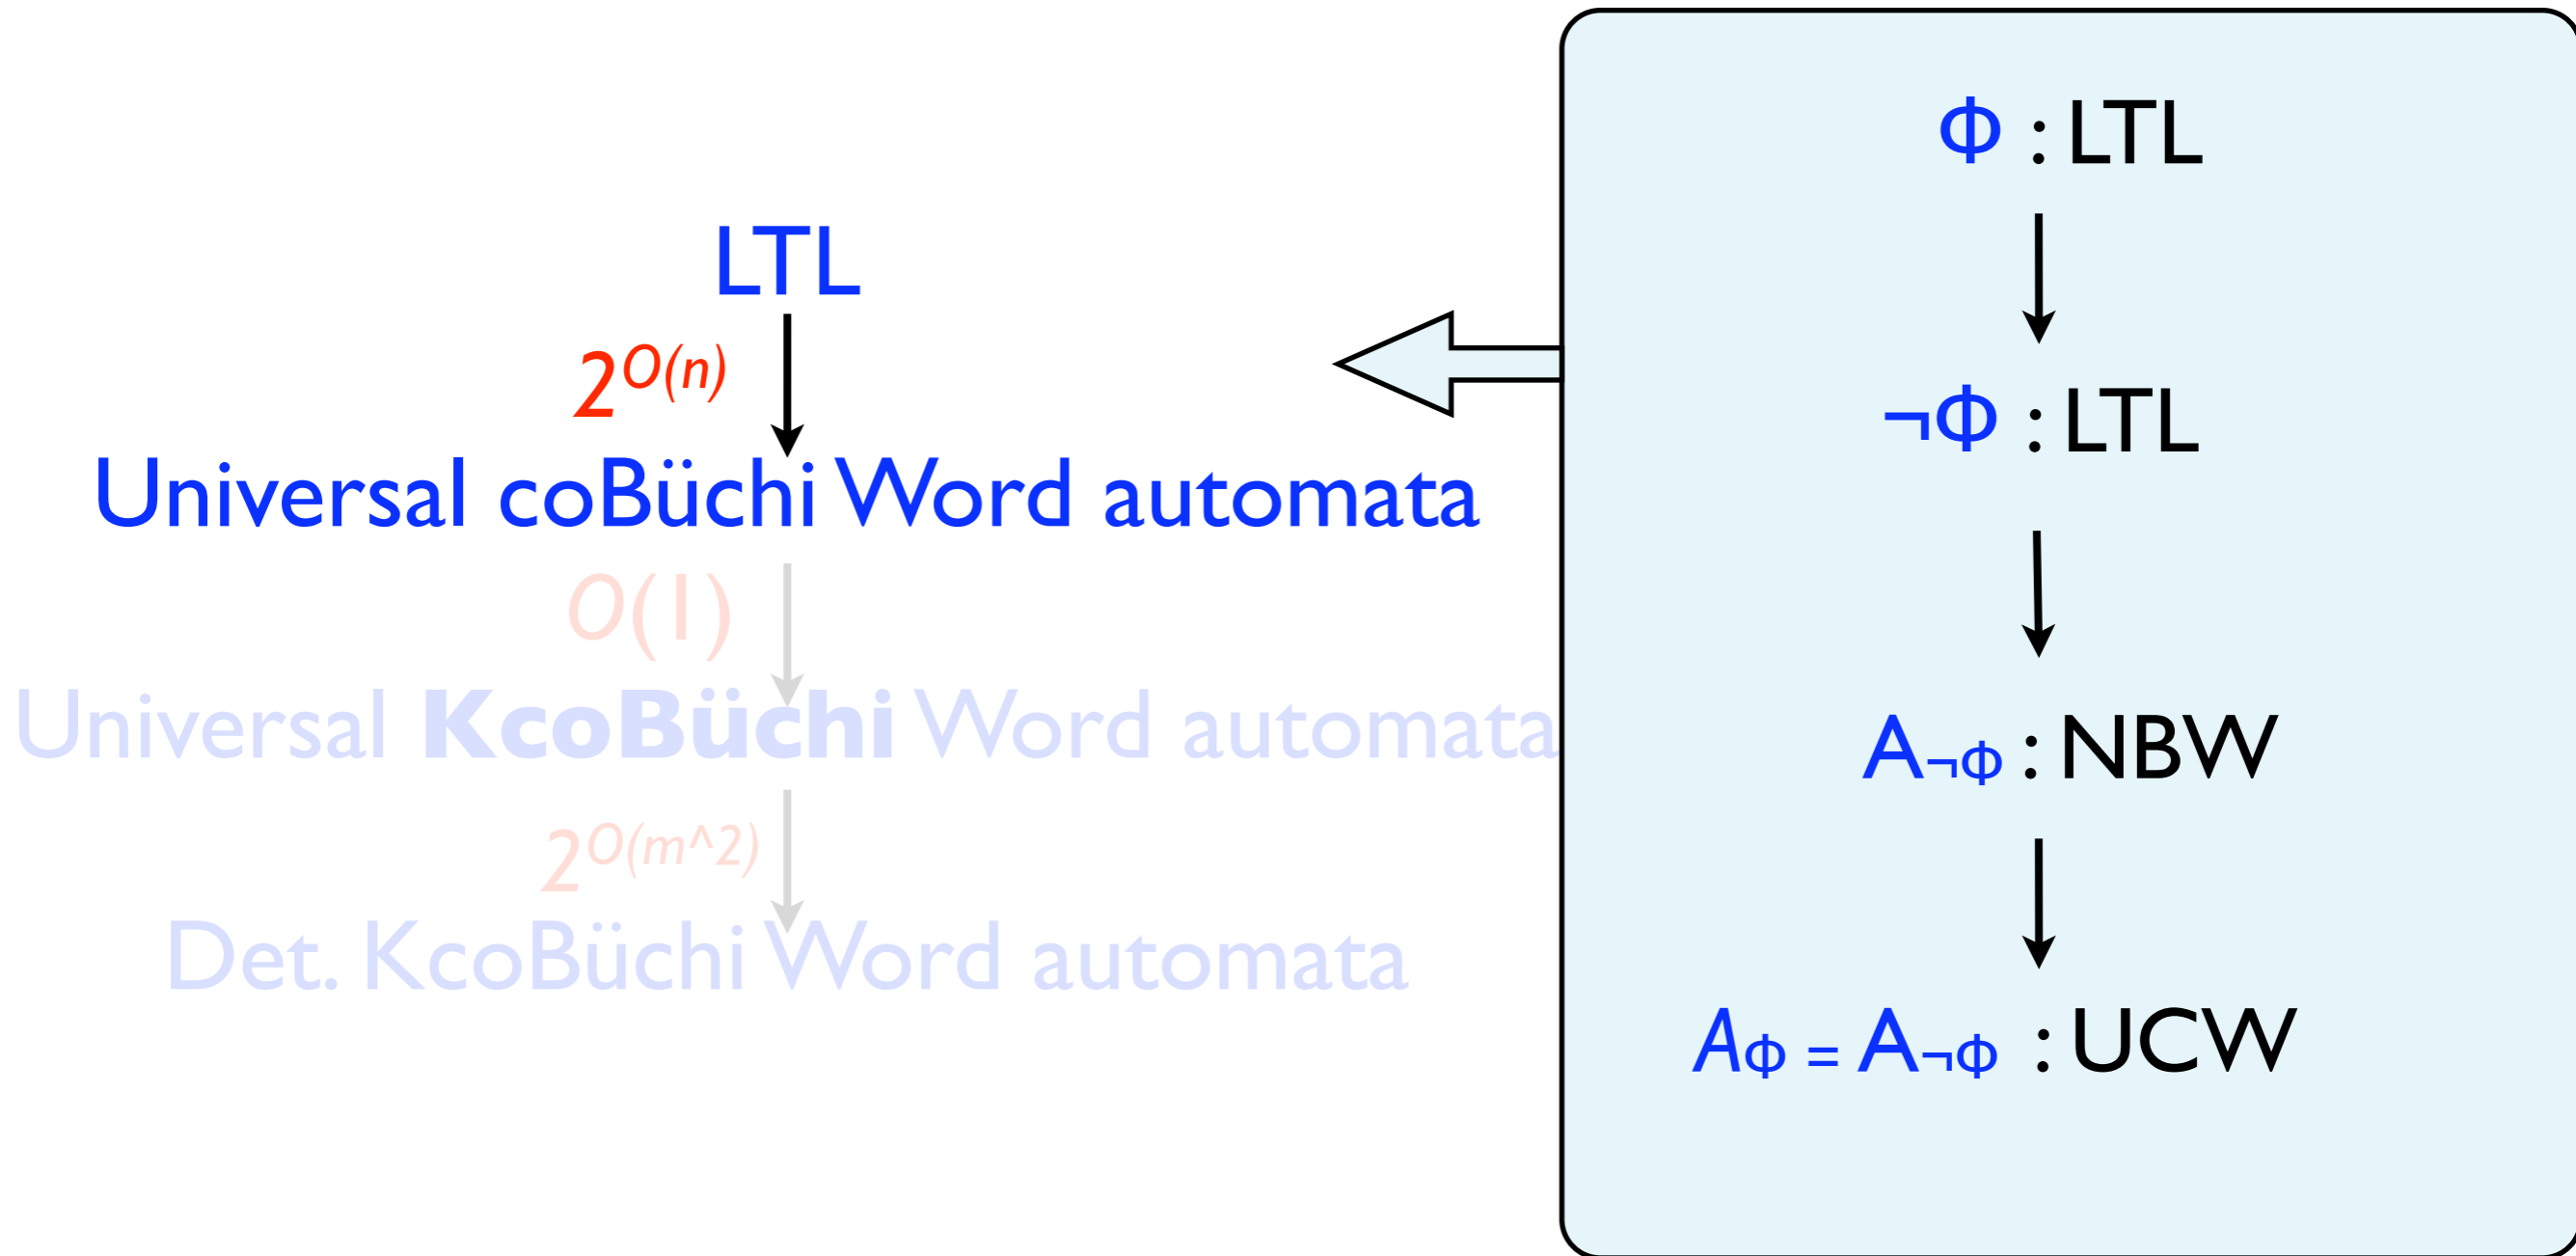 LTL
2^O(n)
Universal coBüchi Word automata
O(1)
Universal KcoBüchi Word automata
2^O(m^2)
Det. KcoBüchi Word automata
Φ : LTL
¬Φ : LTL
A¬Φ : NBW
AΦ = A¬Φ : UCW